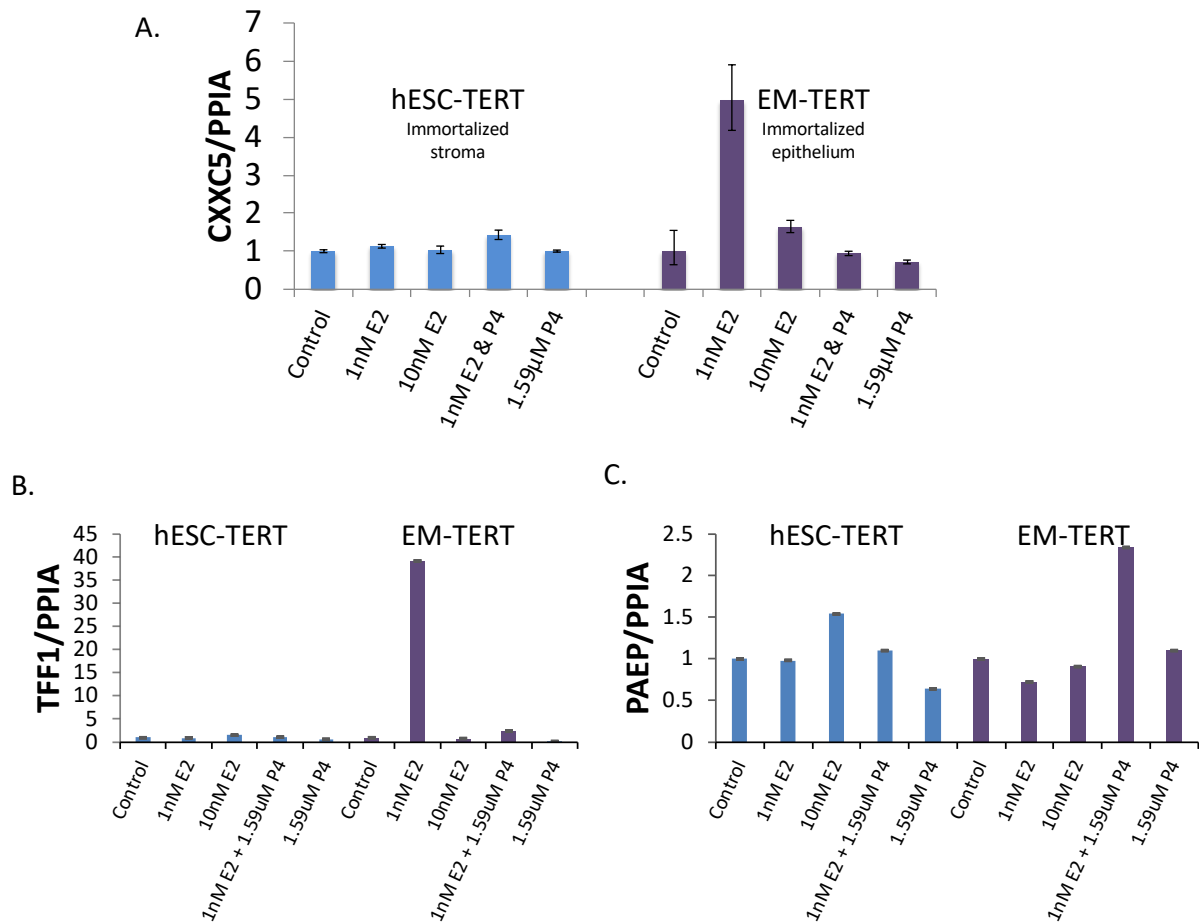 A.
CXXC5/PPIA
7
6
5
4
3
2
1
0
hESC-TERT
Immortalized
stroma
EM-TERT
Immortalized
epithelium
Control
1nM E2
10nM E2
1nM E2 & P4
1.59µM P4
Control
1nM E2
10nM E2
1nM E2 & P4
1.59µM P4
B.
TFF1/PPIA
45
40
35
30
25
20
15
10
5
0
hESC-TERT
EM-TERT
Control
1nM E2
10nM E2
1nM E2 + 1.59uM P4
1.59uM P4
Control
1nM E2
10nM E2
1nM E2 + 1.59uM P4
1.59uM P4
C.
PAEP/PPIA
2.5
2
1.5
1
0.5
0
hESC-TERT
EM-TERT
Control
1nM E2
10nM E2
1nM E2 + 1.59uM P4
1.59uM P4
Control
1nM E2
10nM E2
1nM E2 + 1.59uM P4
1.59uM P4